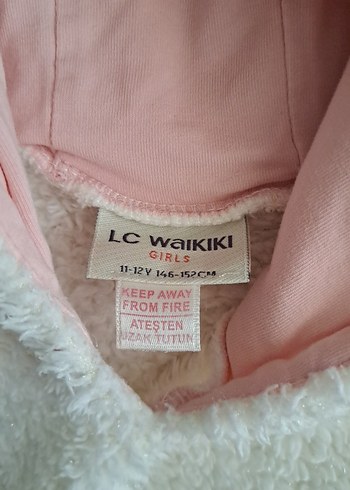 LC WAIKIKI
GIRLS
11-12Y 146-152CM
KEEP AWAY
FROM FIRE
ATEŞTEN
UZAK TUTUN